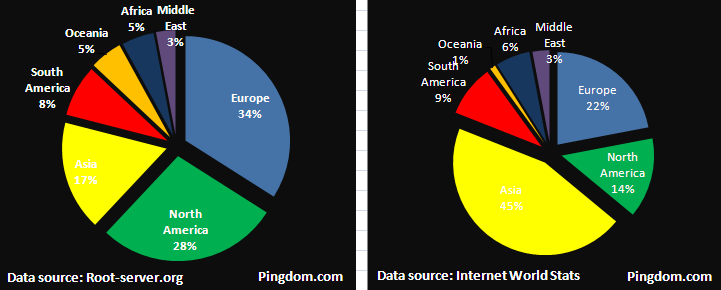 Middle
East
3%
Africa
5%
Oceania
5%
South
America
8%
Europe
34%
Asia
17%
North
America
28%
Data source: Root-server.org
Pingdom.com
Middle
East
3%
Africa
6%
Oceania
1%
South
America
9%
Europe
22%
North
America
14%
Asia
45%
Data source: Internet World Stats
Pingdom.com